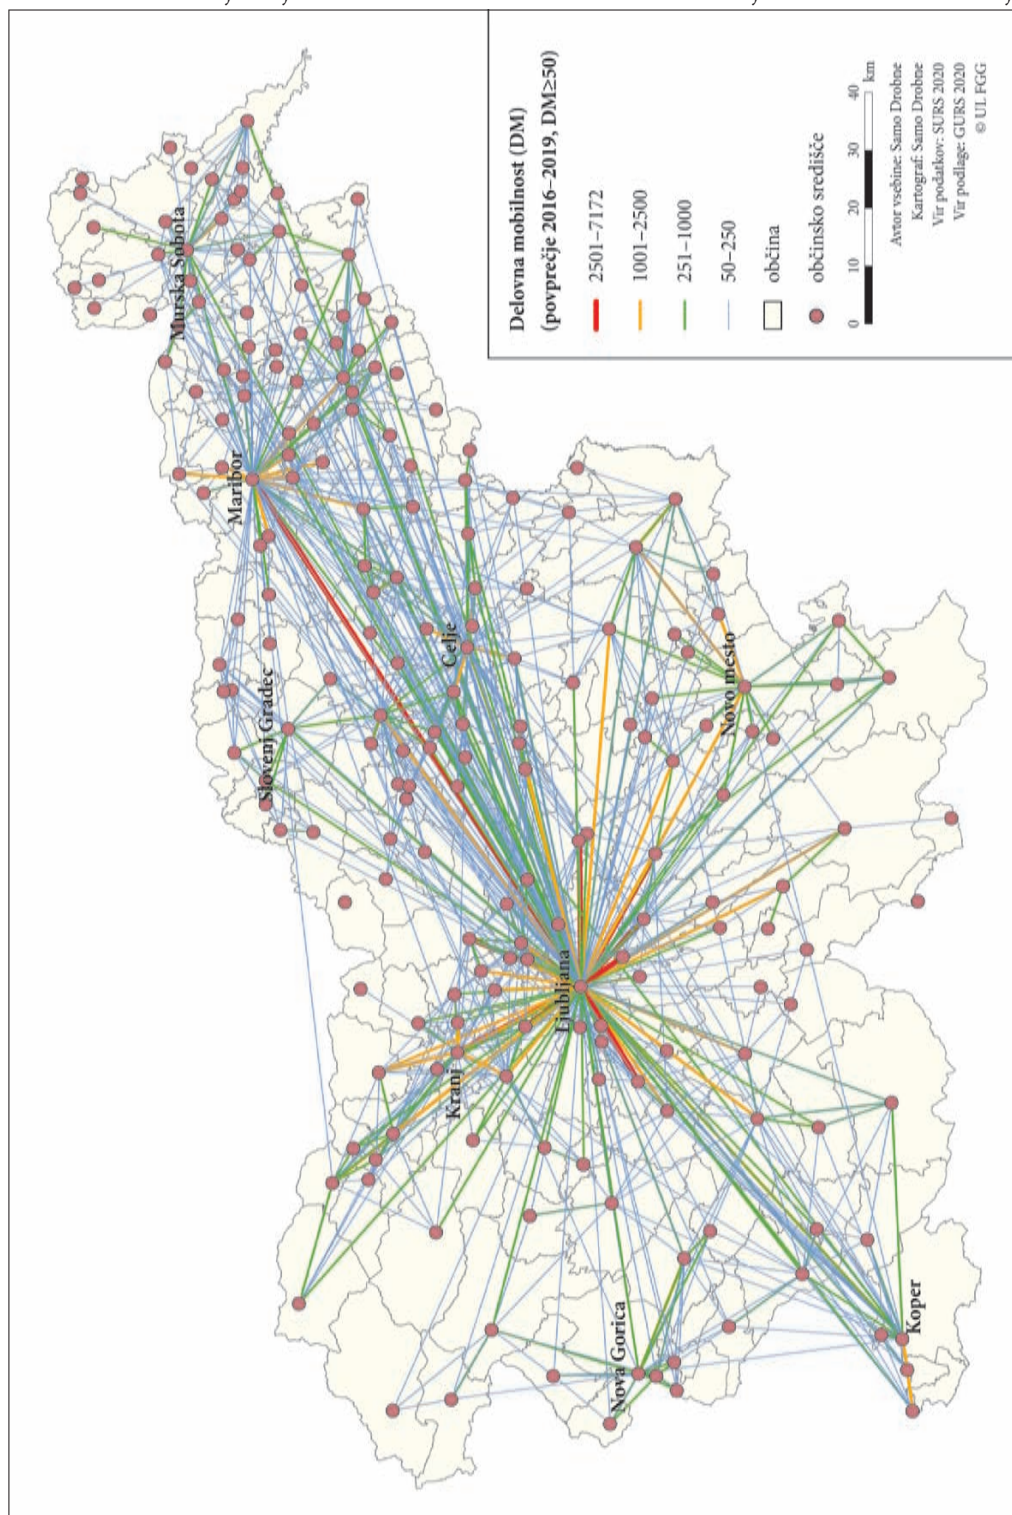 Murska Sobota
Maribor
Slovenj Gradec
Celje
Novo mesto
Kranj
Ljubljana
Nova Gorica
Koper
Delovna mobilnost (DM)
(povprečje 2016–2019, DM≥50)
2501–7172
1001–2500
251–1000
50–250
občina
občinsko središče
0 10 20 30 40
km
Avtor vsebine: Samo Drobne
Kartograf: Samo Drobne
Vir podatkov: SURS 2020
Vir podlage: GURS 2020
© UL FGG